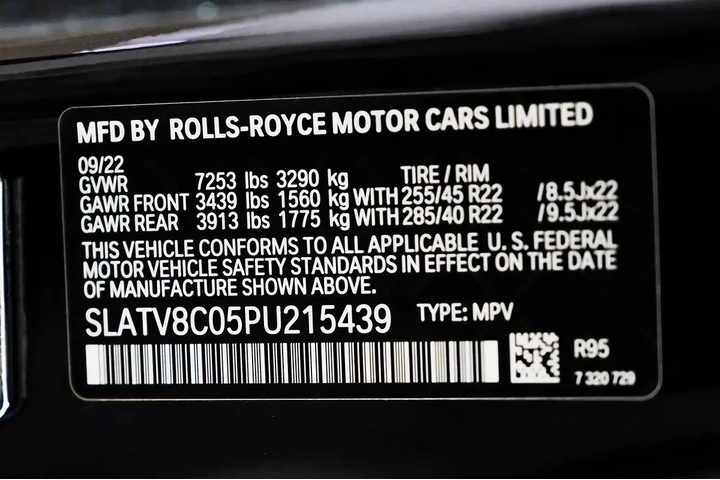 MFD BY ROLLS-ROYCE MOTOR CARS LIMITED
09/22
GVWR 7253 lbs 3290 kg TIRE / RIM
GAWR FRONT 3439 lbs 1560 kg WITH 255/45 R22 /8.5Jx22
GAWR REAR 3913 lbs 1775 kg WITH 285/40 R22 /9.5Jx22
THIS VEHICLE CONFORMS TO ALL APPLICABLE U. S. FEDERAL
MOTOR VEHICLE SAFETY STANDARDS IN EFFECT ON THE DATE
OF MANUFACTURE SHOWN ABOVE.
SLATV8C05PU215439 TYPE: MPV
R95
7 320 729